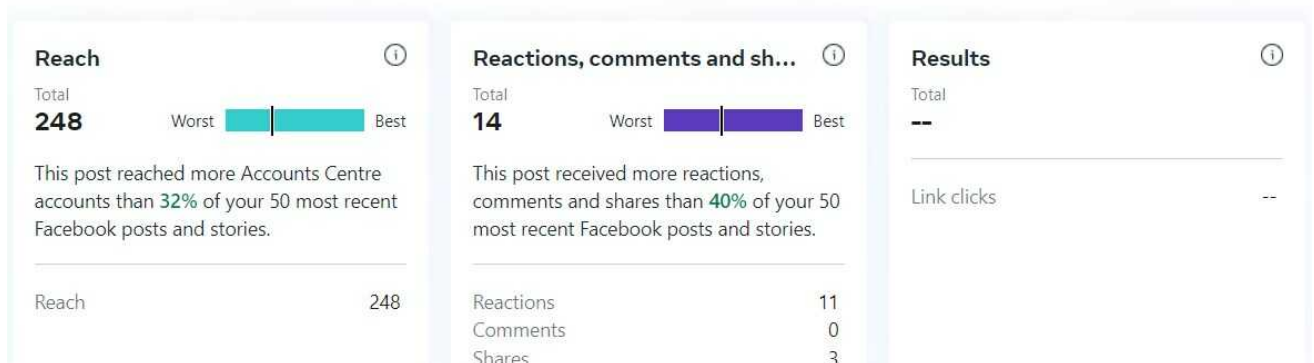 Reach
Total
248
Worst
Best
This post reached more Accounts Centre
accounts than 32% of your 50 most recent
Facebook posts and stories.
Reach 248
Reactions, comments and sh...
Total
14
Worst
Best
This post received more reactions,
comments and shares than 40% of your 50
most recent Facebook posts and stories.
Reactions 11
Comments 0
Shares 3
Results
Total
--
Link clicks --